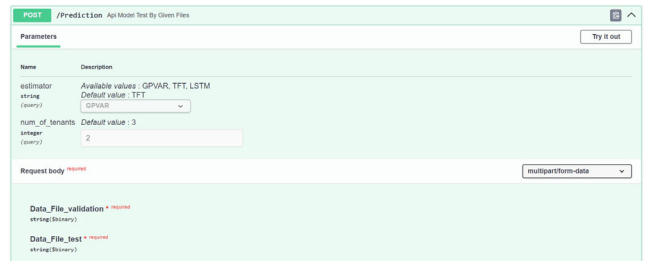 POST /Prediction Api Model Test By Given Files
Parameters Try it out
Name Description
estimator Available values : GPVAR, TFT, LSTM
string Default value : TFT
(query) GPVAR
num_of_tenants Default value : 3
integer
(query) 2
Request body required multipart/form-data
Data_File_validation * required
string($binary)
Data_File_test * required
string($binary)